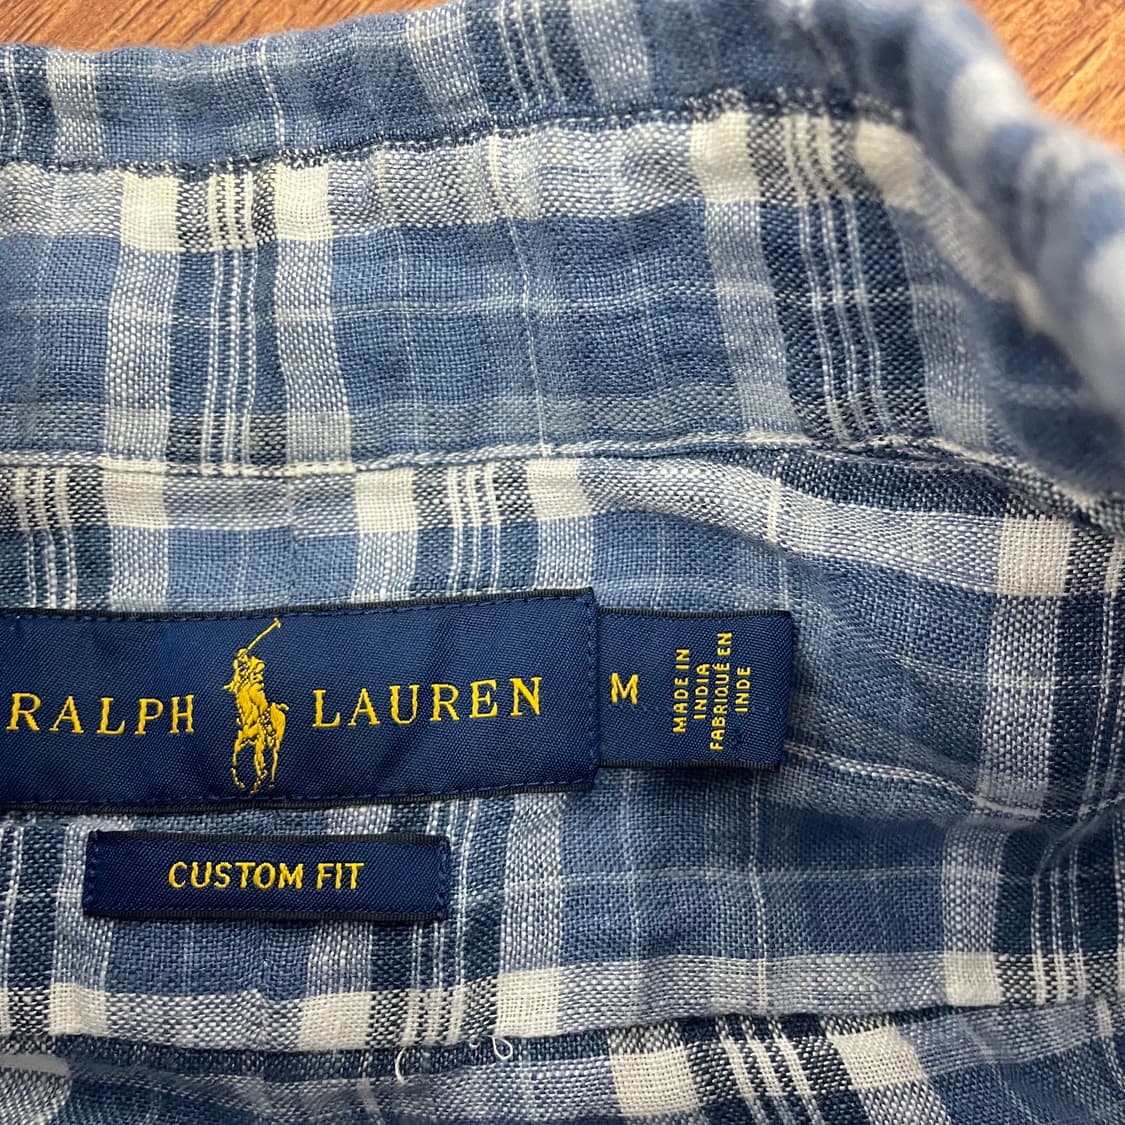 RALPH LAUREN
M
MADE IN
INDIA
FABRIQUÉ EN
INDE
CUSTOM FIT